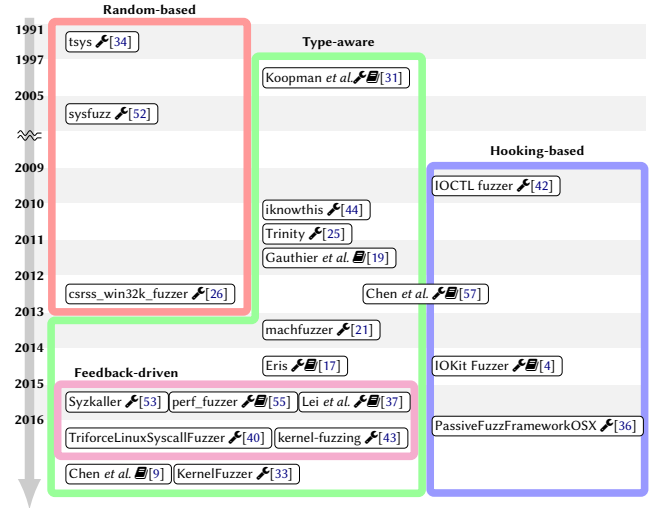 Random-based
1991
tsys [34]
Type-aware
1997
Koopman et al. [31]
2005
sysfuzz [52]
Hooking-based
2009
IOCTL fuzzer [42]
2010
iknowthis [44]
Trinity [25]
2011
Gauthier et al. [19]
2012
csrss_win32k_fuzzer [26]
Chen et al. [57]
2013
machfuzzer [21]
2014
Eris [17]
IOKit Fuzzer [4]
Feedback-driven
2015
Syzkaller [53] perf_fuzzer [55] Lei et al. [37]
2016
PassiveFuzzFrameworkOSX [36]
TriforceLinuxSyscallFuzzer [40] kernel-fuzzing [43]
Chen et al. [9] KernelFuzzer [33]